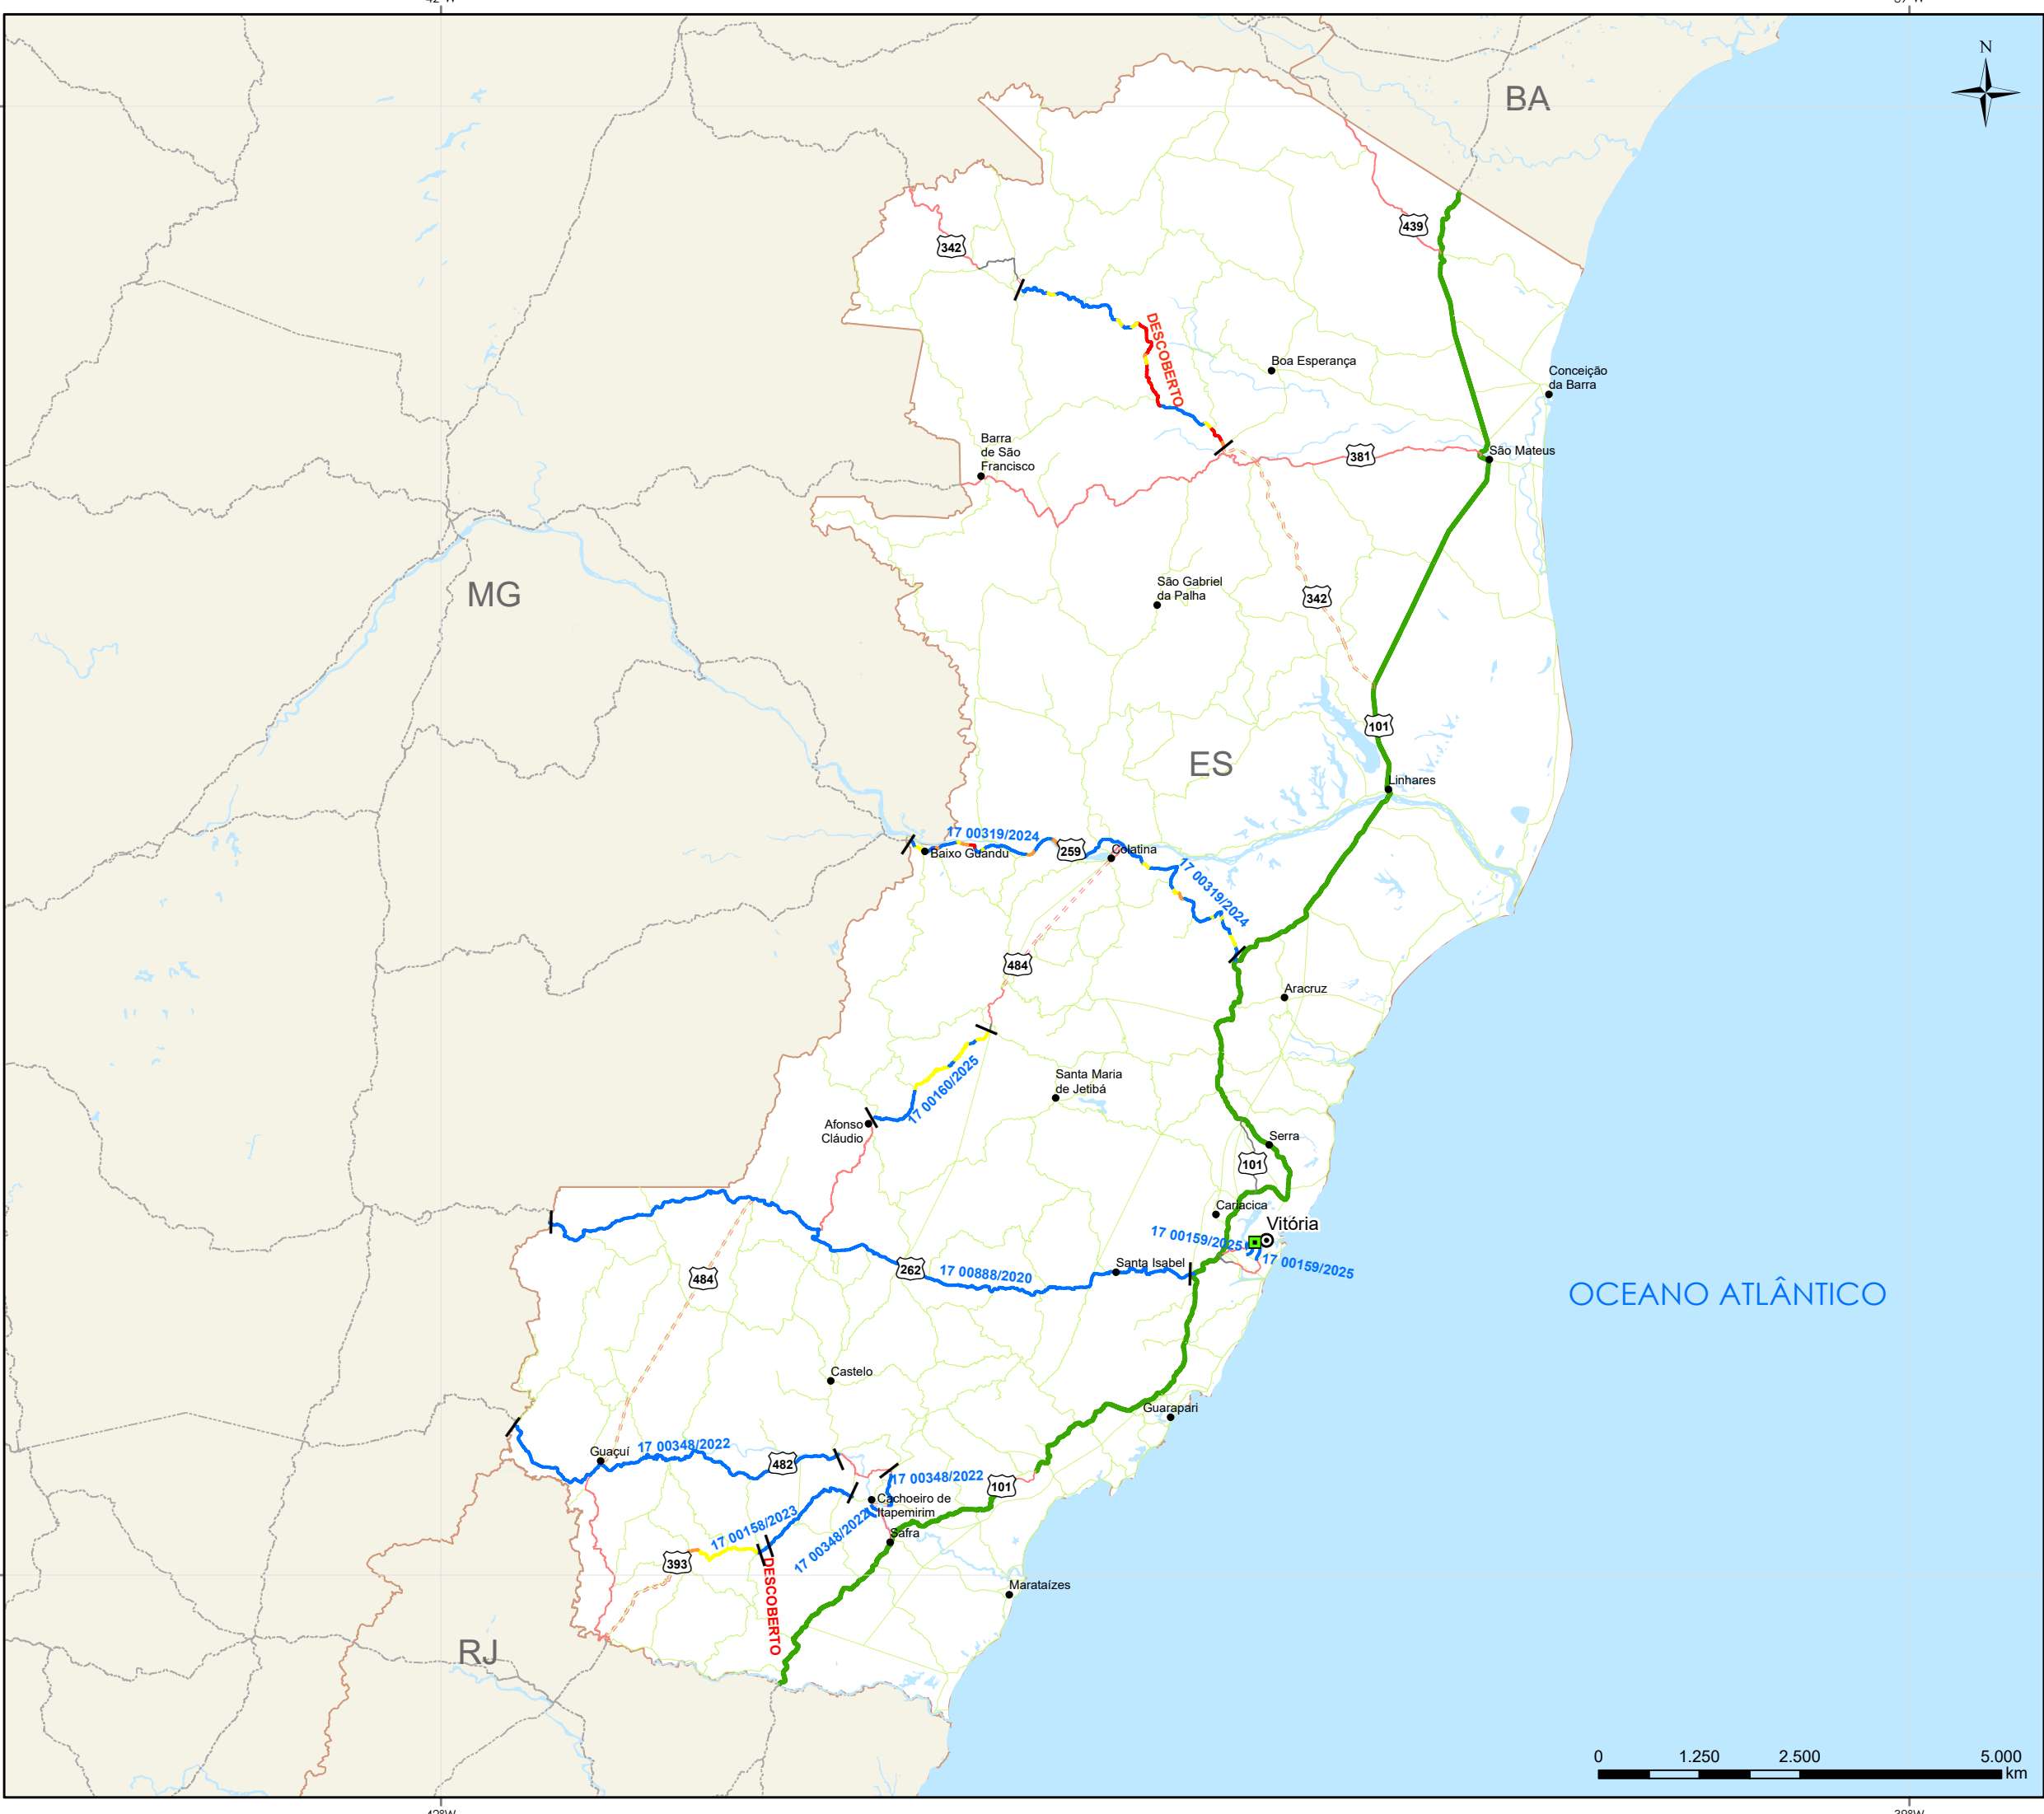 N
BA
439
342
Boa Esperança
Conceição
da Barra
DESCOBERTO
Barra
de São
Francisco
381
São Mateus
MG
São Gabriel
da Palha
342
101
ES
Linhares
17 00319/2024
259
Baixo Guandu
Colatina
17 00319/2024
484
Aracruz
17 00160/2025
Santa Maria
de Jetibá
Afonso
Cláudio
Serra
101
Cariacica
Vitória
17 00159/2025
17 00159/2025
Santa Isabel
262
17 00888/2020
484
OCEANO ATLÂNTICO
Castelo
Guarapari
Guaçuí
17 00348/2022
482
17 00348/2022
101
Cachoeiro de
Itapemirim
17 00158/2023
17 00348/2022
Safra
393
DESCOBERTO
Marataízes
RJ
0 1.250 2.500 5.000
km